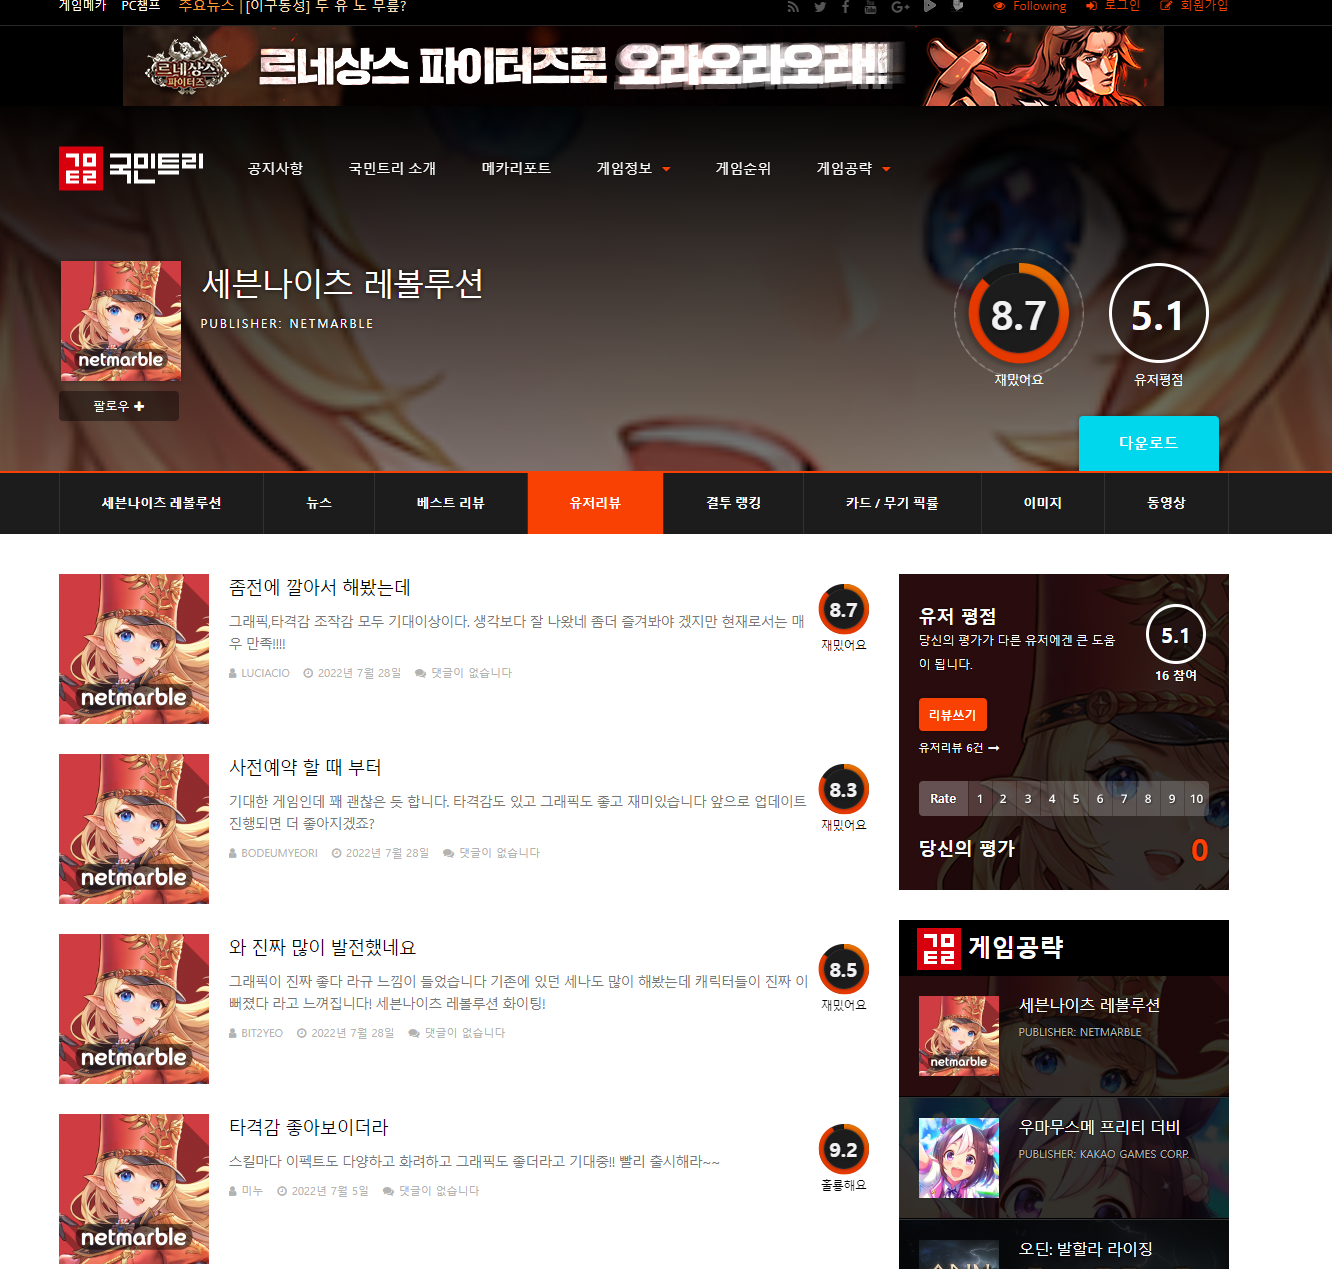 게임메카 PC챔프 주요뉴스 | [이구동성] 두 유 노 무릎?
Following 로그인 회원가입
르네상스 파이터즈
르네상스 파이터즈로 오라오라오라!!
국민트리 공지사항 국민트리 소개 메카리포트 게임정보 게임순위 게임공략
세븐나이츠 레볼루션
PUBLISHER: NETMARBLE
netmarble
팔로우
8.7
재밌어요
5.1
유저평점
다운로드
세븐나이츠 레볼루션 뉴스 베스트 리뷰 유저리뷰 결투 랭킹 카드 / 무기 픽률 이미지 동영상
netmarble
좀전에 깔아서 해봤는데
그래픽,타격감 조작감 모두 기대이상이다. 생각보다 잘 나왔네 좀더 즐겨봐야 겠지만 현재로서는 매
우 만족!!!!
LUCIACIO 2022년 7월 28일 댓글이 없습니다
8.7
재밌어요
netmarble
사전예약 할 때 부터
기대한 게임인데 꽤 괜찮은 듯 합니다. 타격감도 있고 그래픽도 좋고 재미있습니다 앞으로 업데이트
진행되면 더 좋아지겠죠?
BODEUMYEORI 2022년 7월 28일 댓글이 없습니다
8.3
재밌어요
netmarble
와 진짜 많이 발전했네요
그래픽이 진짜 좋다 라규 느낌이 들었습니다 기존에 있던 세나도 많이 해봤는데 캐릭터들이 진짜 이
뻐졌다 라고 느껴집니다! 세븐나이츠 레볼루션 화이팅!
BIT2YEO 2022년 7월 28일 댓글이 없습니다
8.5
재밌어요
netmarble
타격감 좋아보이더라
스킬마다 이펙트도 다양하고 화려하고 그래픽도 좋더라고 기대중!! 빨리 출시해라~~
미누 2022년 7월 5일 댓글이 없습니다
9.2
훌륭해요
유저 평점
당신의 평가가 다른 유저에겐 큰 도움
이 됩니다.
5.1
16 참여
리뷰쓰기
유저리뷰 6건
Rate 1 2 3 4 5 6 7 8 9 10
당신의 평가 0
게임공략
netmarble
세븐나이츠 레볼루션
PUBLISHER: NETMARBLE
우마무스메 프리티 더비
PUBLISHER: KAKAO GAMES CORP.
오딘: 발할라 라이징